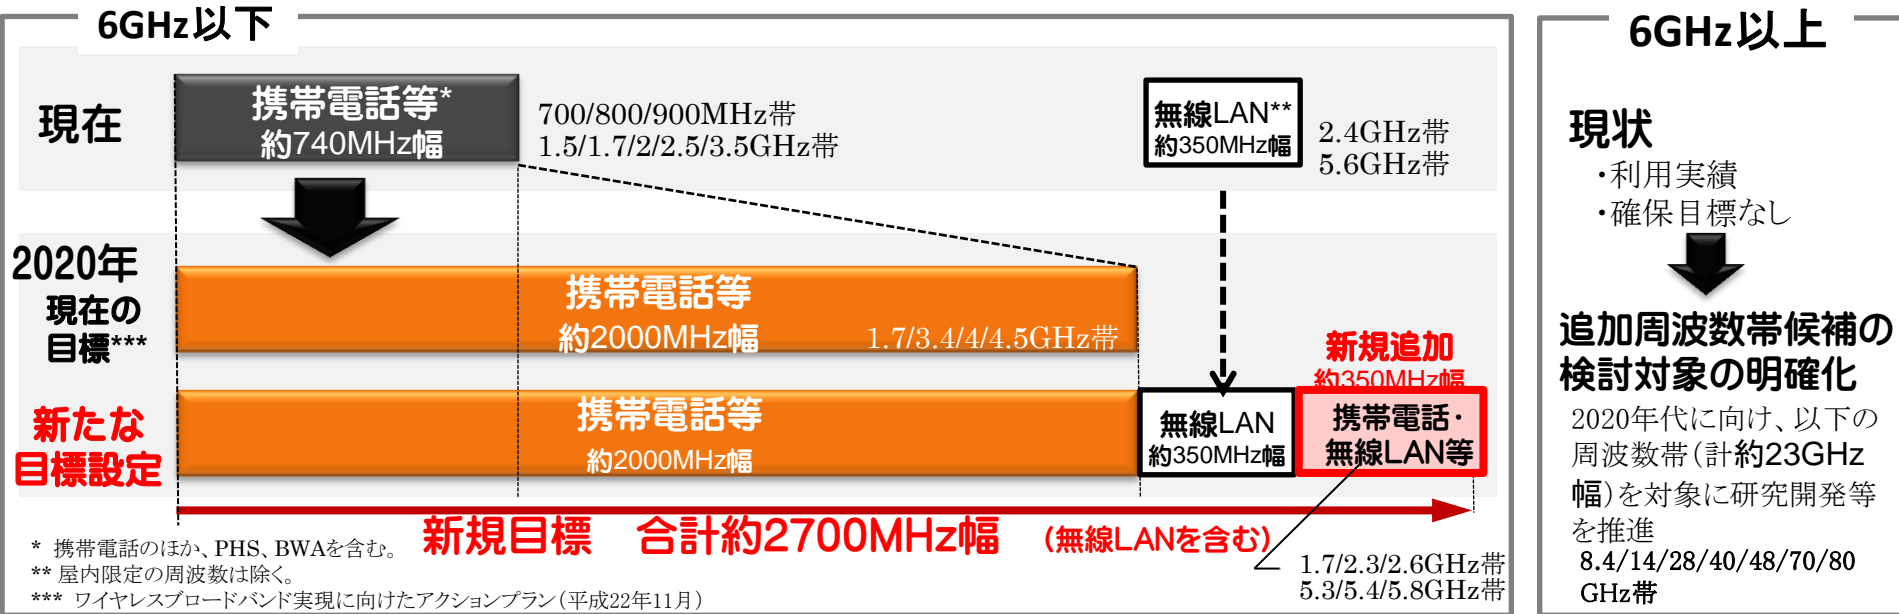 6GHz以下
現在
携帯電話等*
約740MHz幅
700/800/900MHz帯
1.5/1.7/2/2.5/3.5GHz帯
無線LAN**
約350MHz幅
2.4GHz帯
5.6GHz帯
2020年
現在の
目標***
携帯電話等
約2000MHz幅
1.7/3.4/4/4.5GHz帯
新たな
目標設定
携帯電話等
約2000MHz幅
無線LAN
約350MHz幅
新規追加
約350MHz幅
携帯電話・
無線LAN等
新規目標　合計約2700MHz幅 (無線LANを含む)
1.7/2.3/2.6GHz帯
5.3/5.4/5.8GHz帯
* 携帯電話のほか、PHS、BWAを含む。
** 屋内限定の周波数は除く。
*** ワイヤレスブロードバンド実現に向けたアクションプラン(平成22年11月)
6GHz以上
現状
・利用実績
・確保目標なし
追加周波数帯候補の
検討対象の明確化
2020年代に向け、以下の
周波数帯(計約23GHz
幅)を対象に研究開発等
を推進
8.4/14/28/40/48/70/80
GHz帯